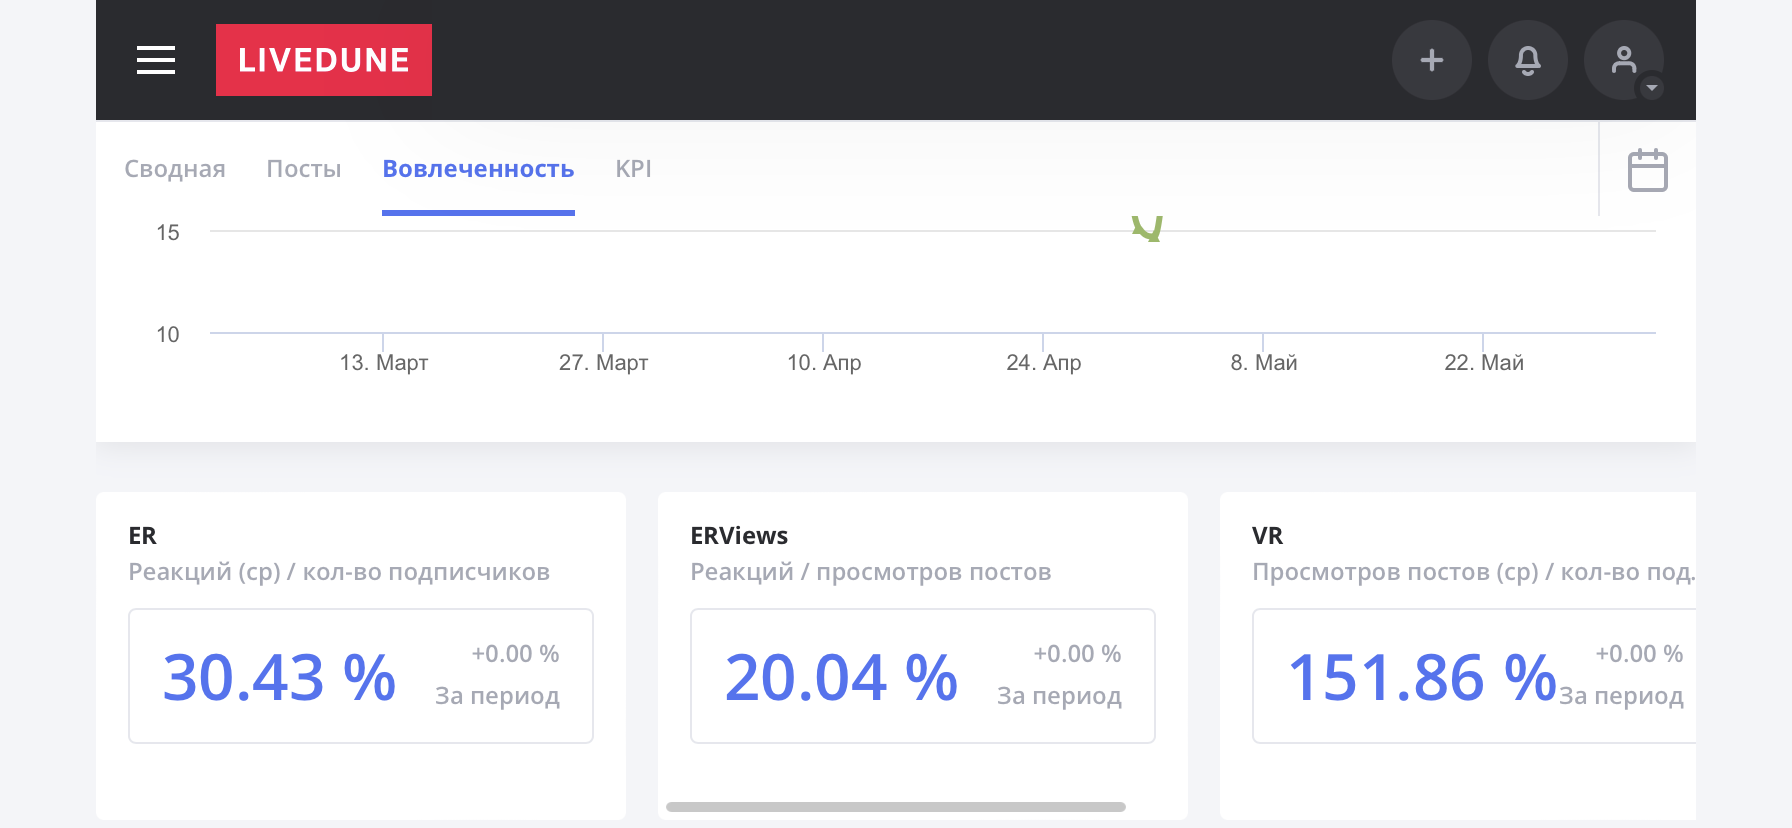 LIVEDUNE
Сводная Посты Вовлеченность KPI
15
10
13. Март 27. Март 10. Апр 24. Апр 8. Май 22. Май
ER
Реакций (ср) / кол-во подписчиков
30.43 %
+0.00 %
За период
ERViews
Реакций / просмотров постов
20.04 %
+0.00 %
За период
VR
Просмотров постов (ср) / кол-во под.
151.86 %
+0.00 %
За период